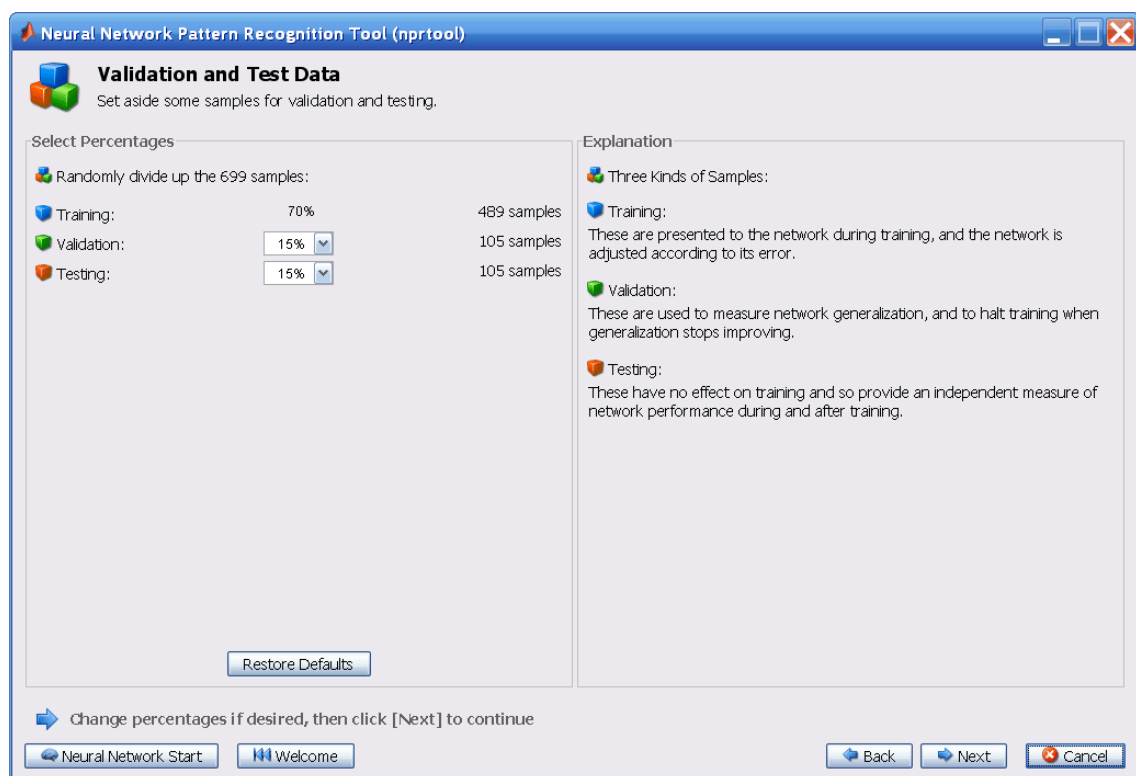 Neural Network Pattern Recognition Tool (nprtool)
Validation and Test Data
Set aside some samples for validation and testing.
Select Percentages
Randomly divide up the 699 samples:
Training: 70% 489 samples
Validation: 15% 105 samples
Testing: 15% 105 samples
Restore Defaults
Explanation
Three Kinds of Samples:
Training:
These are presented to the network during training, and the network is
adjusted according to its error.
Validation:
These are used to measure network generalization, and to halt training when
generalization stops improving.
Testing:
These have no effect on training and so provide an independent measure of
network performance during and after training.
Change percentages if desired, then click [Next] to continue
Neural Network Start Welcome Back Next Cancel